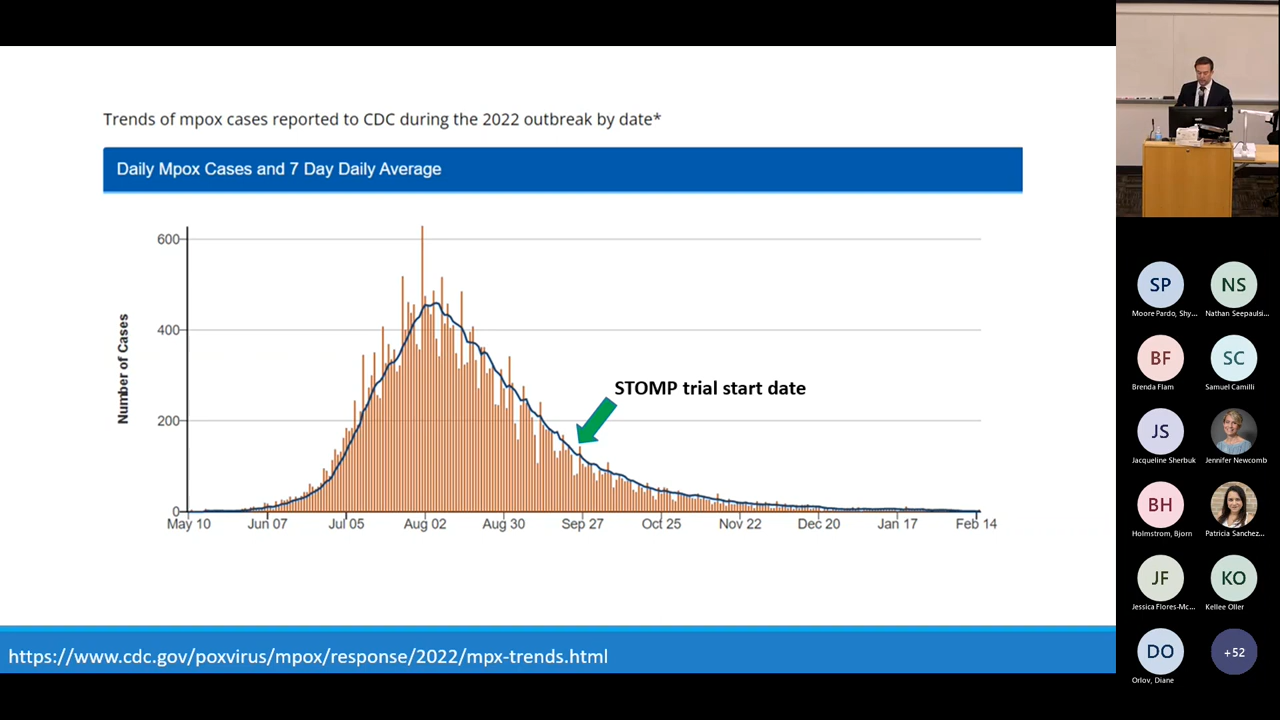 Trends of mpox cases reported to CDC during the 2022 outbreak by date*
Daily Mpox Cases and 7 Day Daily Average
Number of Cases
600
400
200
0
STOMP trial start date
May 10 Jun 07 Jul 05 Aug 02 Aug 30 Sep 27 Oct 25 Nov 22 Dec 20 Jan 17 Feb 14
https://www.cdc.gov/poxvirus/mpox/response/2022/mpx-trends.html
SP NS
Moore Pardo, Shy... Nathan Seepaulsi...
BF SC
Brenda Flam Samuel Camilli
JS
Jacqueline Sherbuk Jennifer Newcomb
BH
Holmstrom, Bjorn Patricia Sanchez...
JF KO
Jessica Flores-Mc... Kellee Oller
DO +52
Orlov, Diane